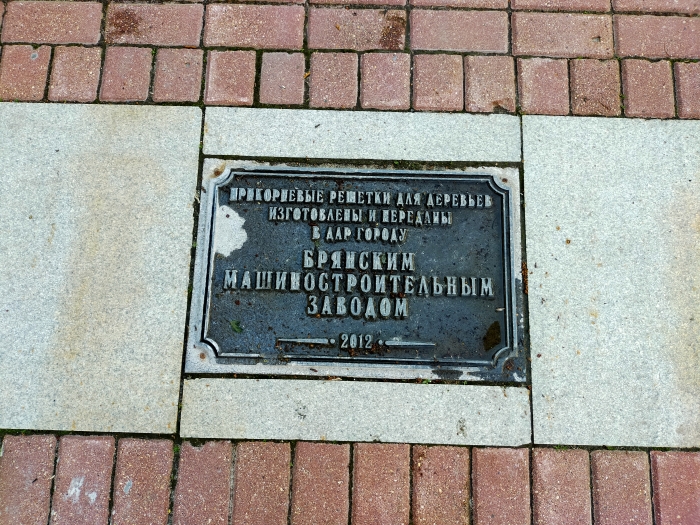 ПРИКОРНЕВЫЕ РЕШЕТКИ ДЛЯ ДЕРЕВЬЕВ
ИЗГОТОВЛЕНЫ И ПЕРЕДАНЫ
В ДАР ГОРОДУ
БРЯНСКИМ
МАШИНОСТРОИТЕЛЬНЫМ
ЗАВОДОМ
2012